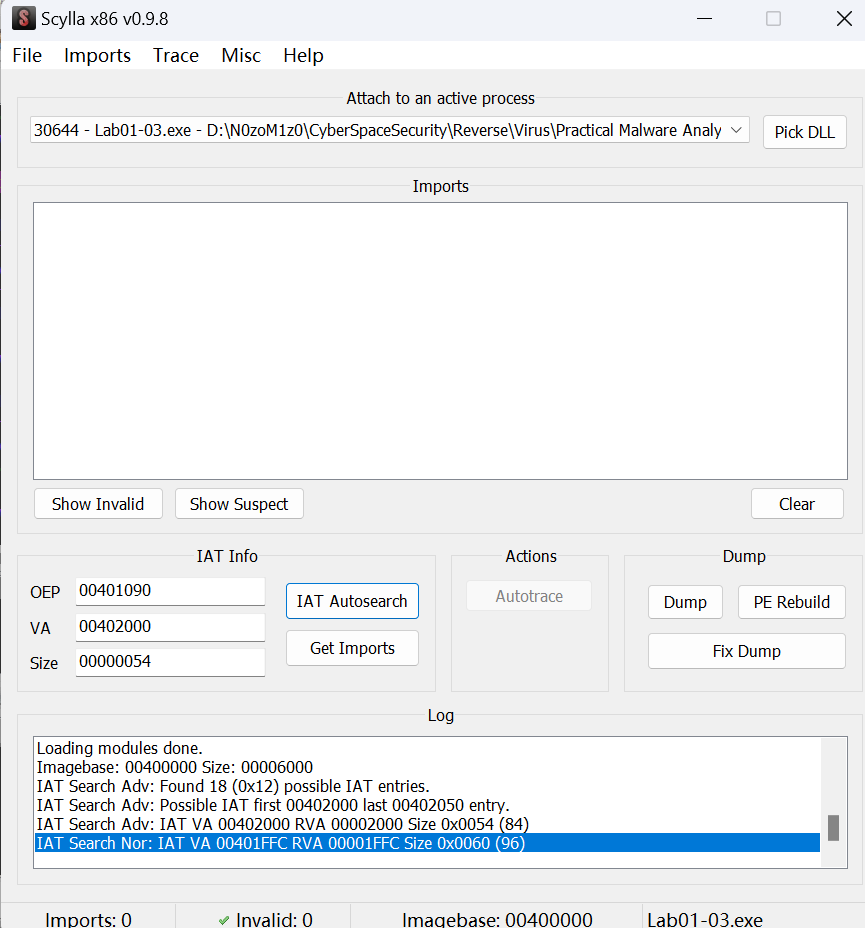 Scylla x86 v0.9.8
File Imports Trace Misc Help
Attach to an active process
30644 - Lab01-03.exe - D:\N0zoM1z0\CyberSpaceSecurity\Reverse\Virus\Practical Malware Analy
Pick DLL
Imports
Show Invalid
Show Suspect
Clear
IAT Info
OEP 00401090
VA 00402000
Size 00000054
IAT Autosearch
Get Imports
Actions
Autotrace
Dump
Dump
PE Rebuild
Fix Dump
Log
Loading modules done.
Imagebase: 00400000 Size: 00006000
IAT Search Adv: Found 18 (0x12) possible IAT entries.
IAT Search Adv: Possible IAT first 00402000 last 00402050 entry.
IAT Search Adv: IAT VA 00402000 RVA 00002000 Size 0x0054 (84)
IAT Search Nor: IAT VA 00401FFC RVA 00001FFC Size 0x0060 (96)
Imports: 0
Invalid: 0
Imagebase: 00400000
Lab01-03.exe